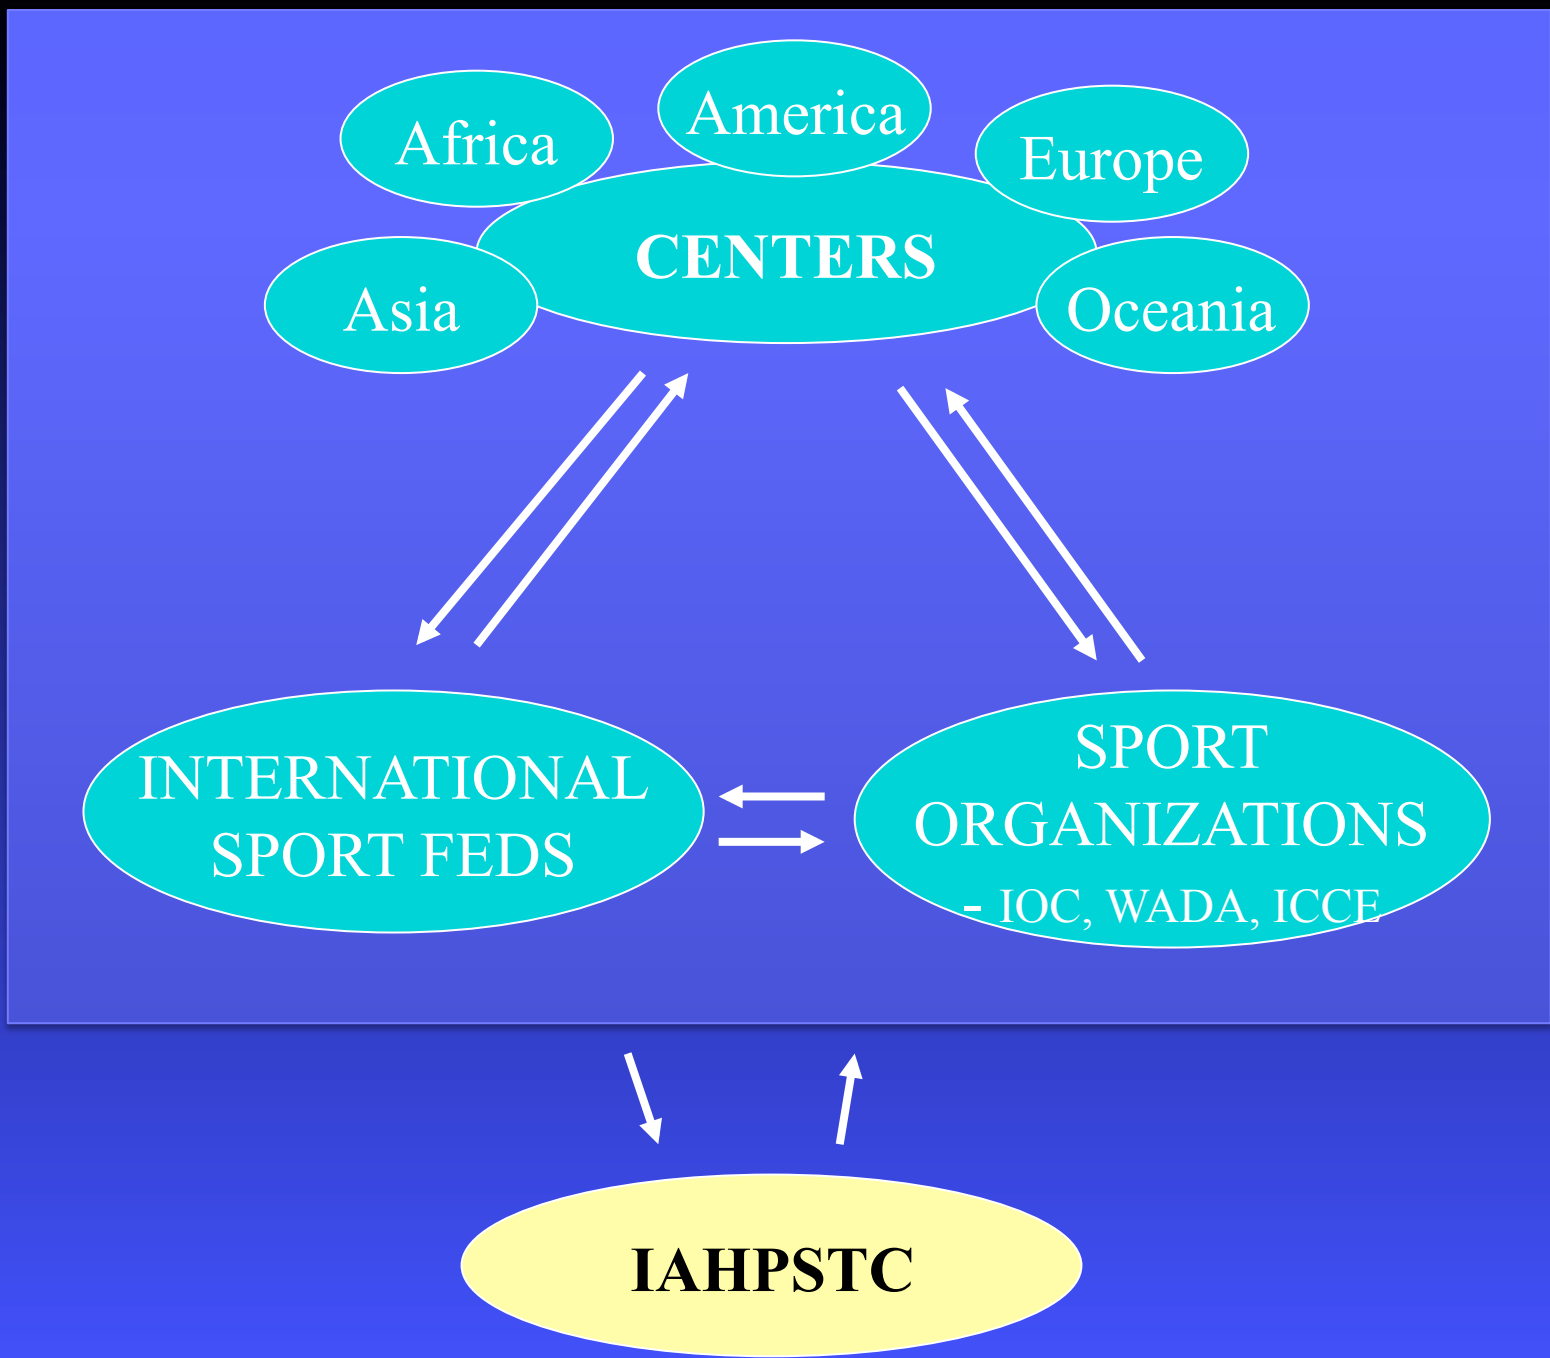 America
Africa
Europe
CENTERS
Asia
Oceania
INTERNATIONAL
SPORT FEDS
SPORT
ORGANIZATIONS
- IOC, WADA, ICCE
IAHPSTC